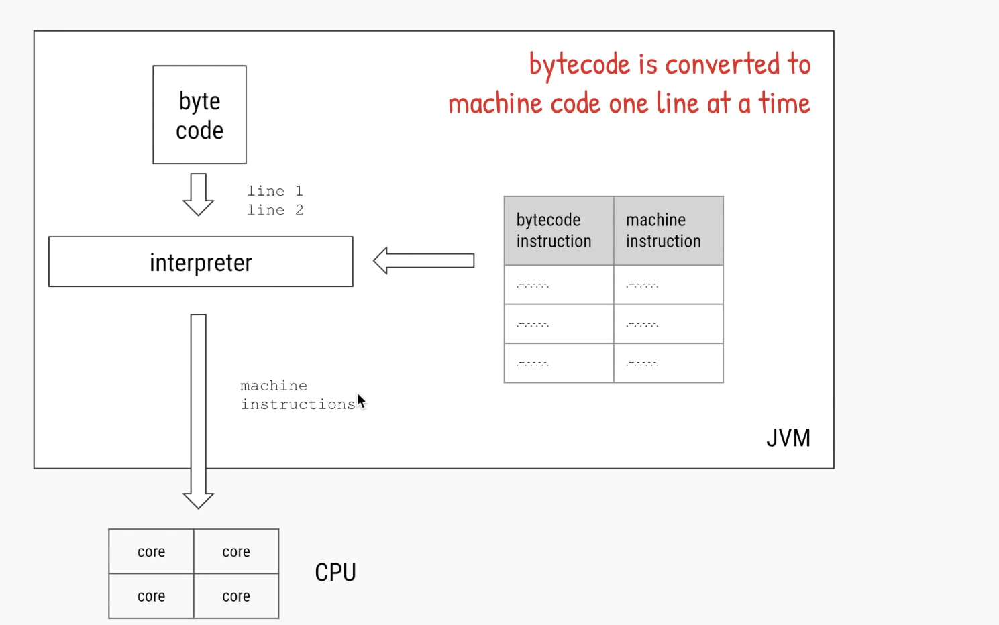 bytecode is converted to
machine code one line at a time
byte
code
line 1
line 2
interpreter
bytecode
instruction
machine
instruction
machine
instructions
JVM
core
core
core
core
CPU